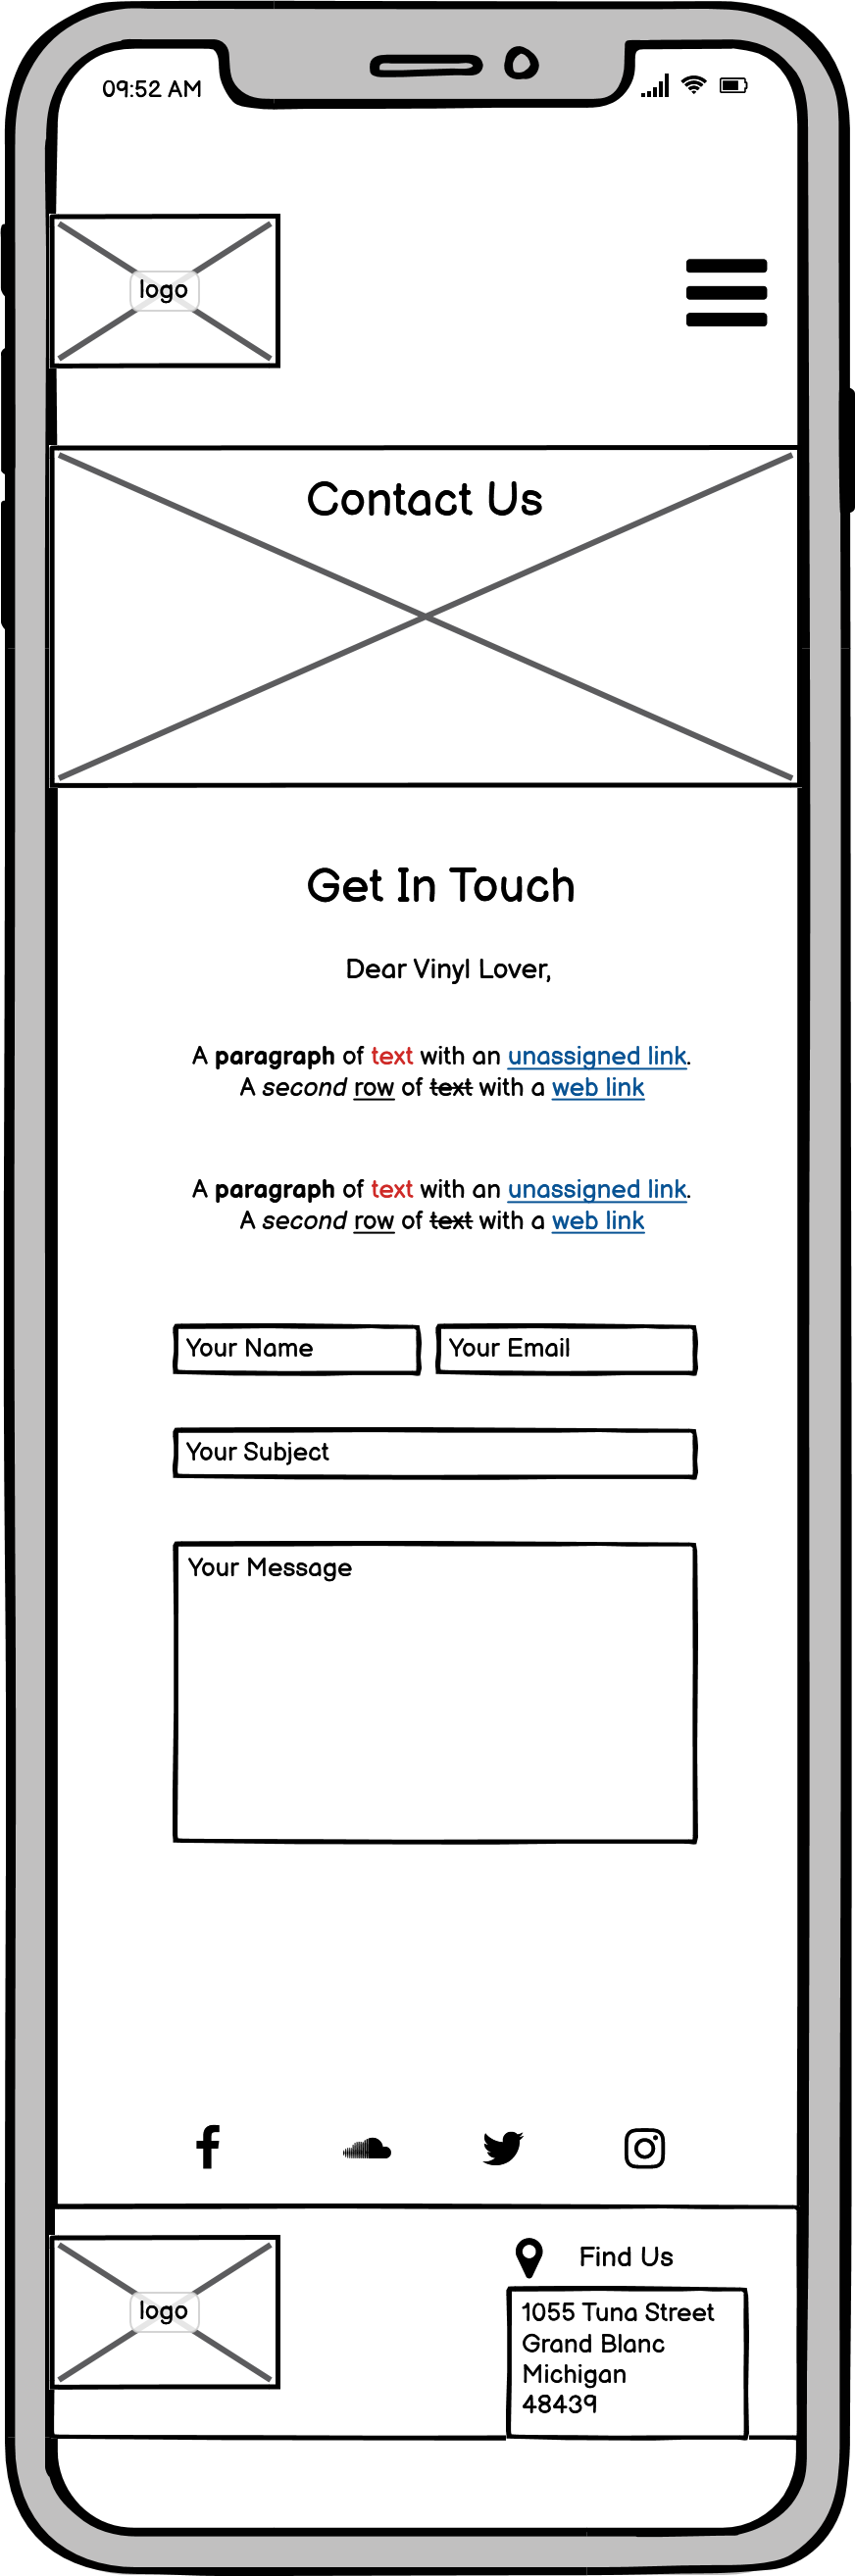 09:52 AM
logo
Contact Us
Get In Touch
Dear Vinyl Lover,
A paragraph of text with an unassigned link.
A second row of text with a web link
A paragraph of text with an unassigned link.
A second row of text with a web link
Your Name
Your Email
Your Subject
Your Message
Find Us
logo
1055 Tuna Street
Grand Blanc
Michigan
48439